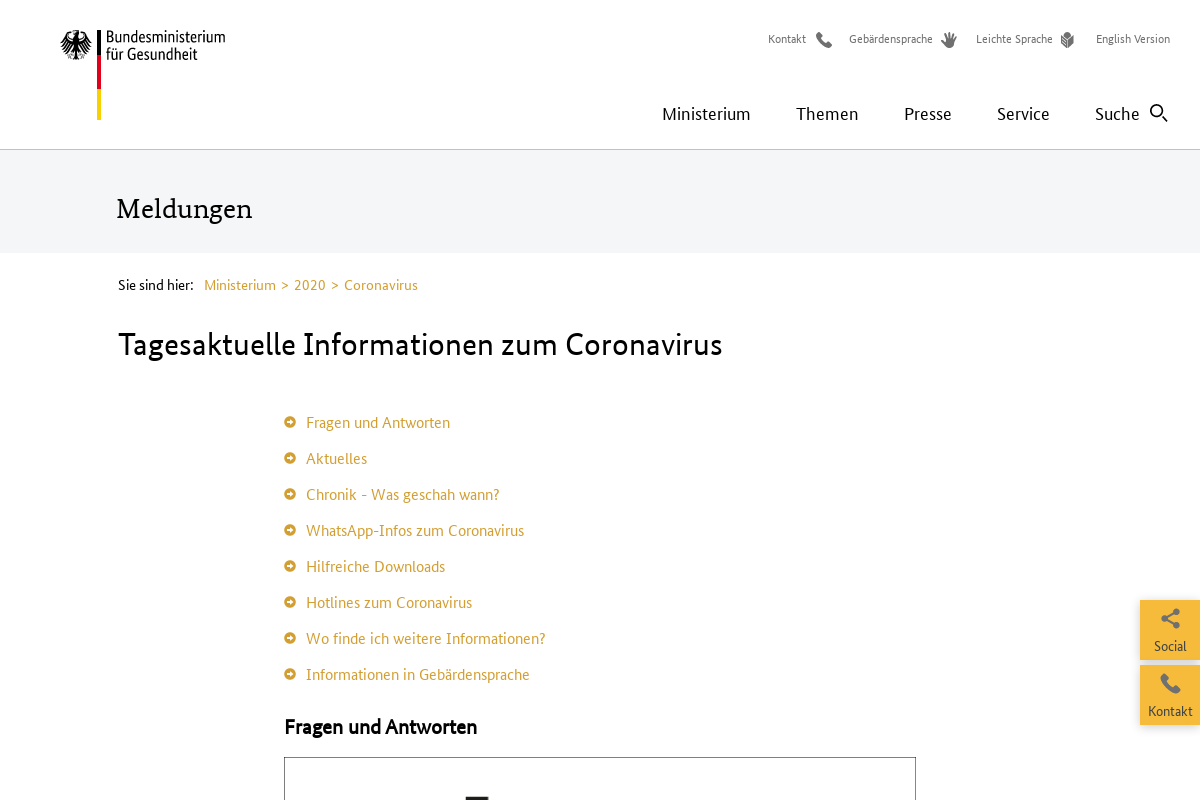 Bundesministerium
für Gesundheit
Kontakt Gebärdensprache Leichte Sprache English Version
Ministerium Themen Presse Service Suche
Meldungen
Sie sind hier: Ministerium > 2020 > Coronavirus
Tagesaktuelle Informationen zum Coronavirus
Fragen und Antworten
Aktuelles
Chronik - Was geschah wann?
WhatsApp-Infos zum Coronavirus
Hilfreiche Downloads
Hotlines zum Coronavirus
Wo finde ich weitere Informationen?
Informationen in Gebärdensprache
Social
Kontakt
Fragen und Antworten